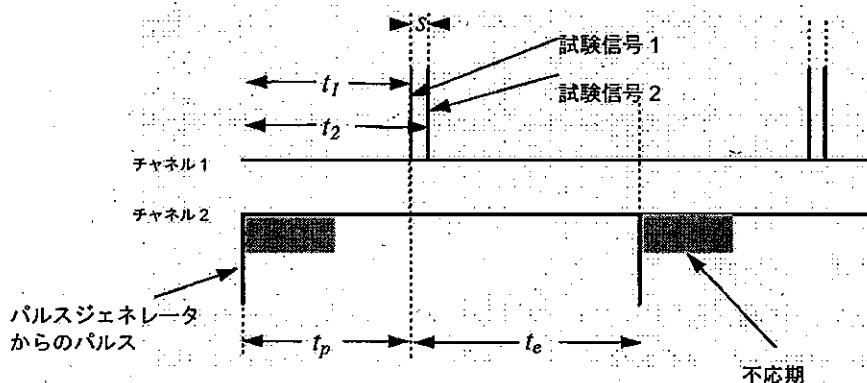 s
試験信号 1
t1
試験信号 2
t2
チャネル 1
チャネル 2
パルスジェネレータ
からのパルス
tp
te
不応期